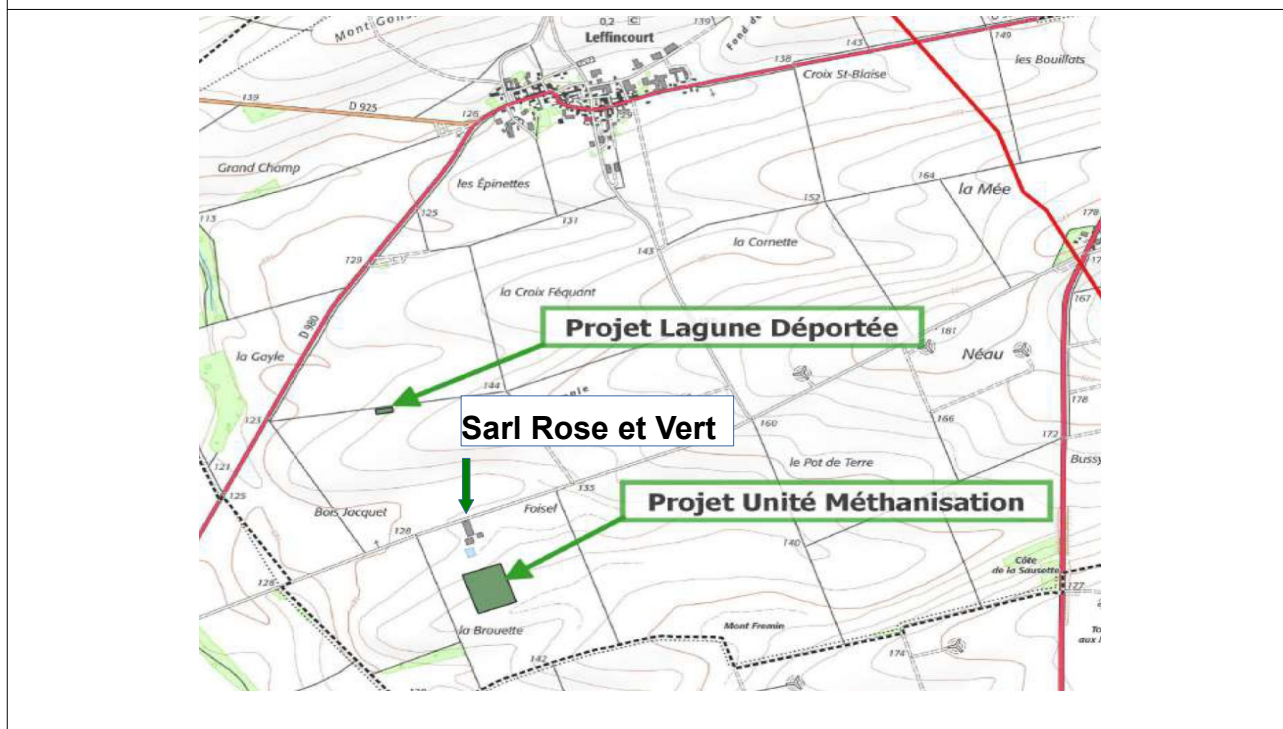 0,2 C
139
149
Leffincourt
Mont
Fond de
143
les Bouillats
138
Croix St-Blaise
139
D 925
126
Grand Champ
164
la Mée
les Épinettes
152
178
113
125
131
la Cornette
143
129
la Croix Féquant
167
D 980
Projet Lagune Déportée
181
Néau
la Gayle
144
178
Sarl Rose et Vert
166
123
160
172
le Pot de Terre
Bussy
121
125
135
Projet Unité Méthanisation
Bois Jacquet
Foisel
128
140
Côte
de la Sausette
128
177
la Brouette
Mont Fremin
To
aux
142
174